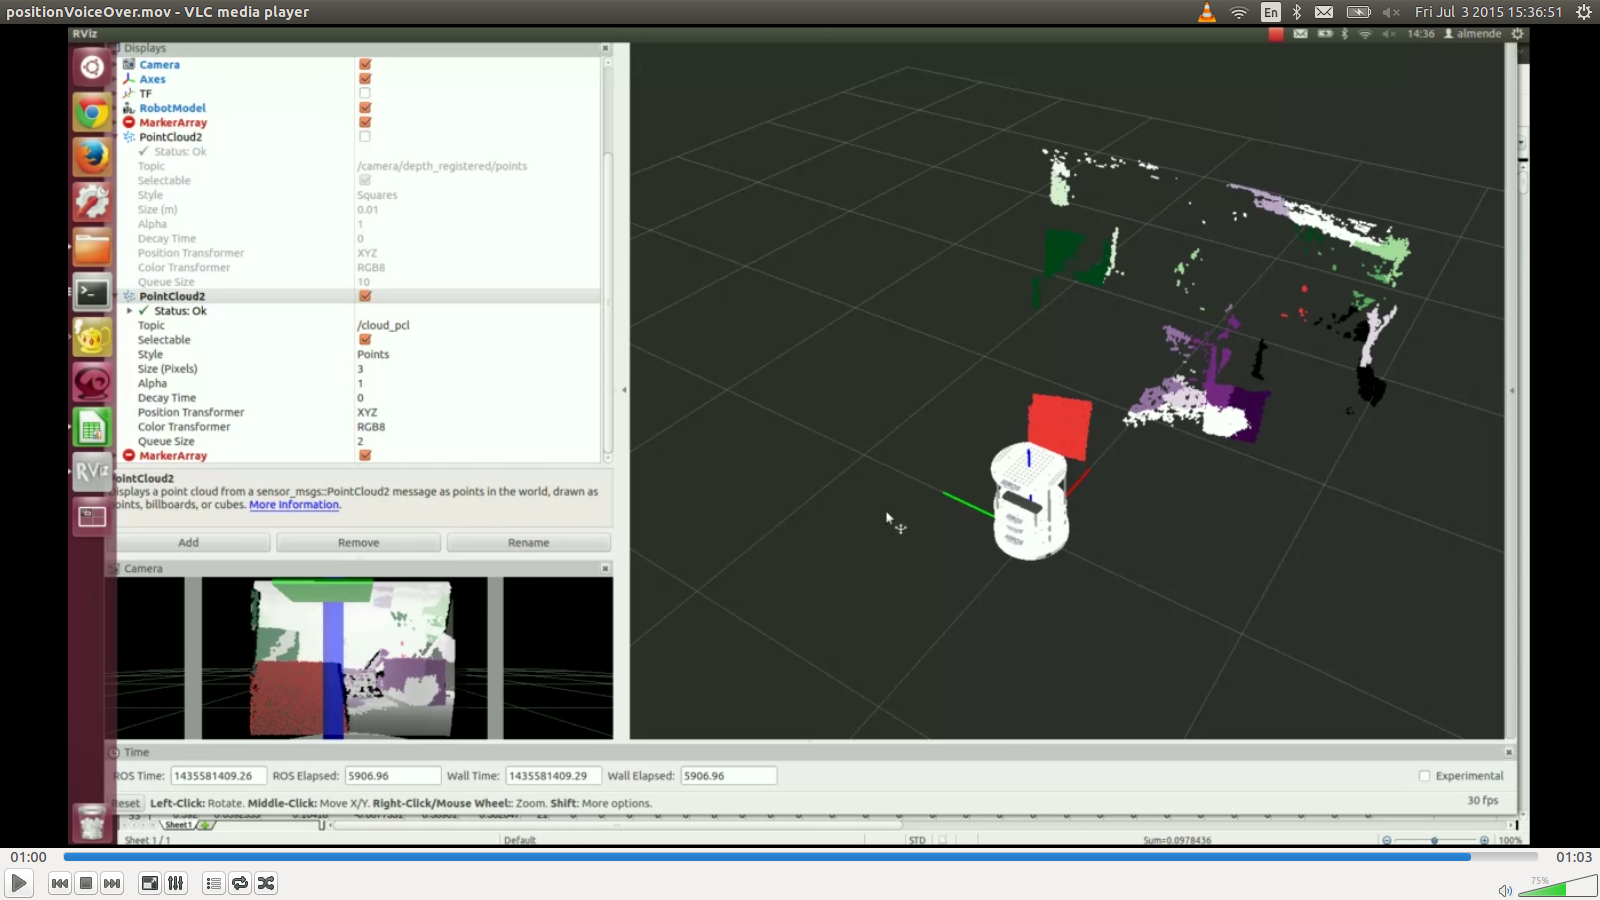 positionVoiceOver.mov - VLC media player
En
Fri Jul 3 2015 15:36:51
RViz
14:36
almende
Displays
Camera
Axes
TF
RobotModel
MarkerArray
PointCloud2
Status: Ok
Topic /camera/depth_registered/points
Selectable
Style Squares
Size (m) 0.01
Alpha 1
Decay Time 0
Position Transformer XYZ
Color Transformer RGB8
Queue Size 10
PointCloud2
Status: Ok
Topic /cloud_pcl
Selectable
Style Points
Size (Pixels) 3
Alpha 1
Decay Time 0
Position Transformer XYZ
Color Transformer RGB8
Queue Size 2
MarkerArray
RViz
ointCloud2
isplays a point cloud from a sensor_msgs::PointCloud2 message as points in the world, drawn as
oints, billboards, or cubes. More Information.
Add Remove Rename
Camera
Time
ROS Time: 1435581409.26 ROS Elapsed: 5906.96 Wall Time: 1435581409.29 Wall Elapsed: 5906.96
Experimental
Reset Left-Click: Rotate. Middle-Click: Move X/Y. Right-Click/Mouse Wheel:: Zoom. Shift: More options.
30 fps
Sheet1
Sheet 1 / 1 Default STD Sum=0.0978436 100%
01:00 01:03
75%